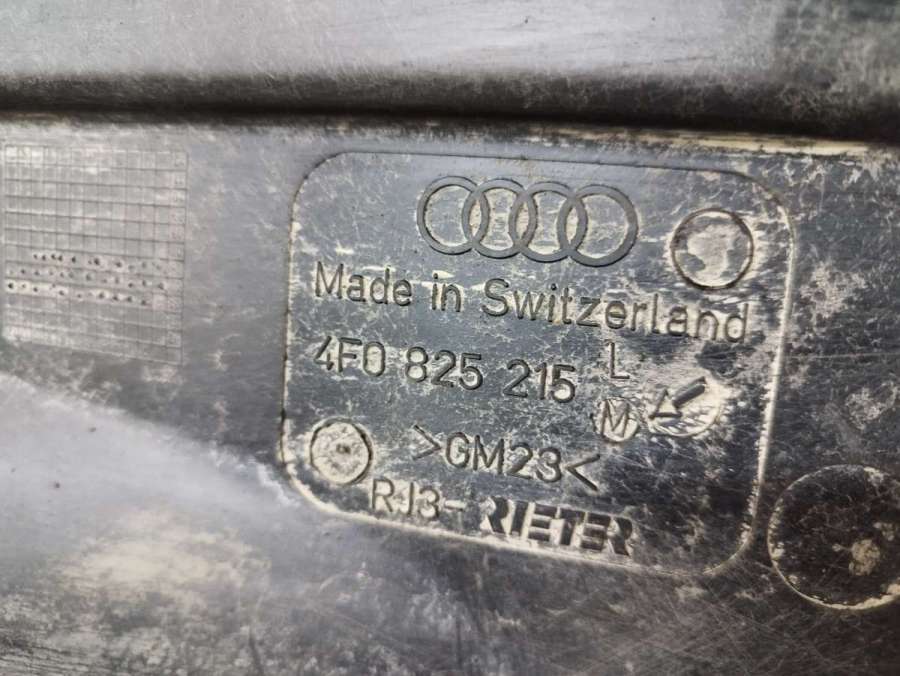 Made in Switzerland
4F0 825 215 L
M
>GM23<
RJ3-RIETER